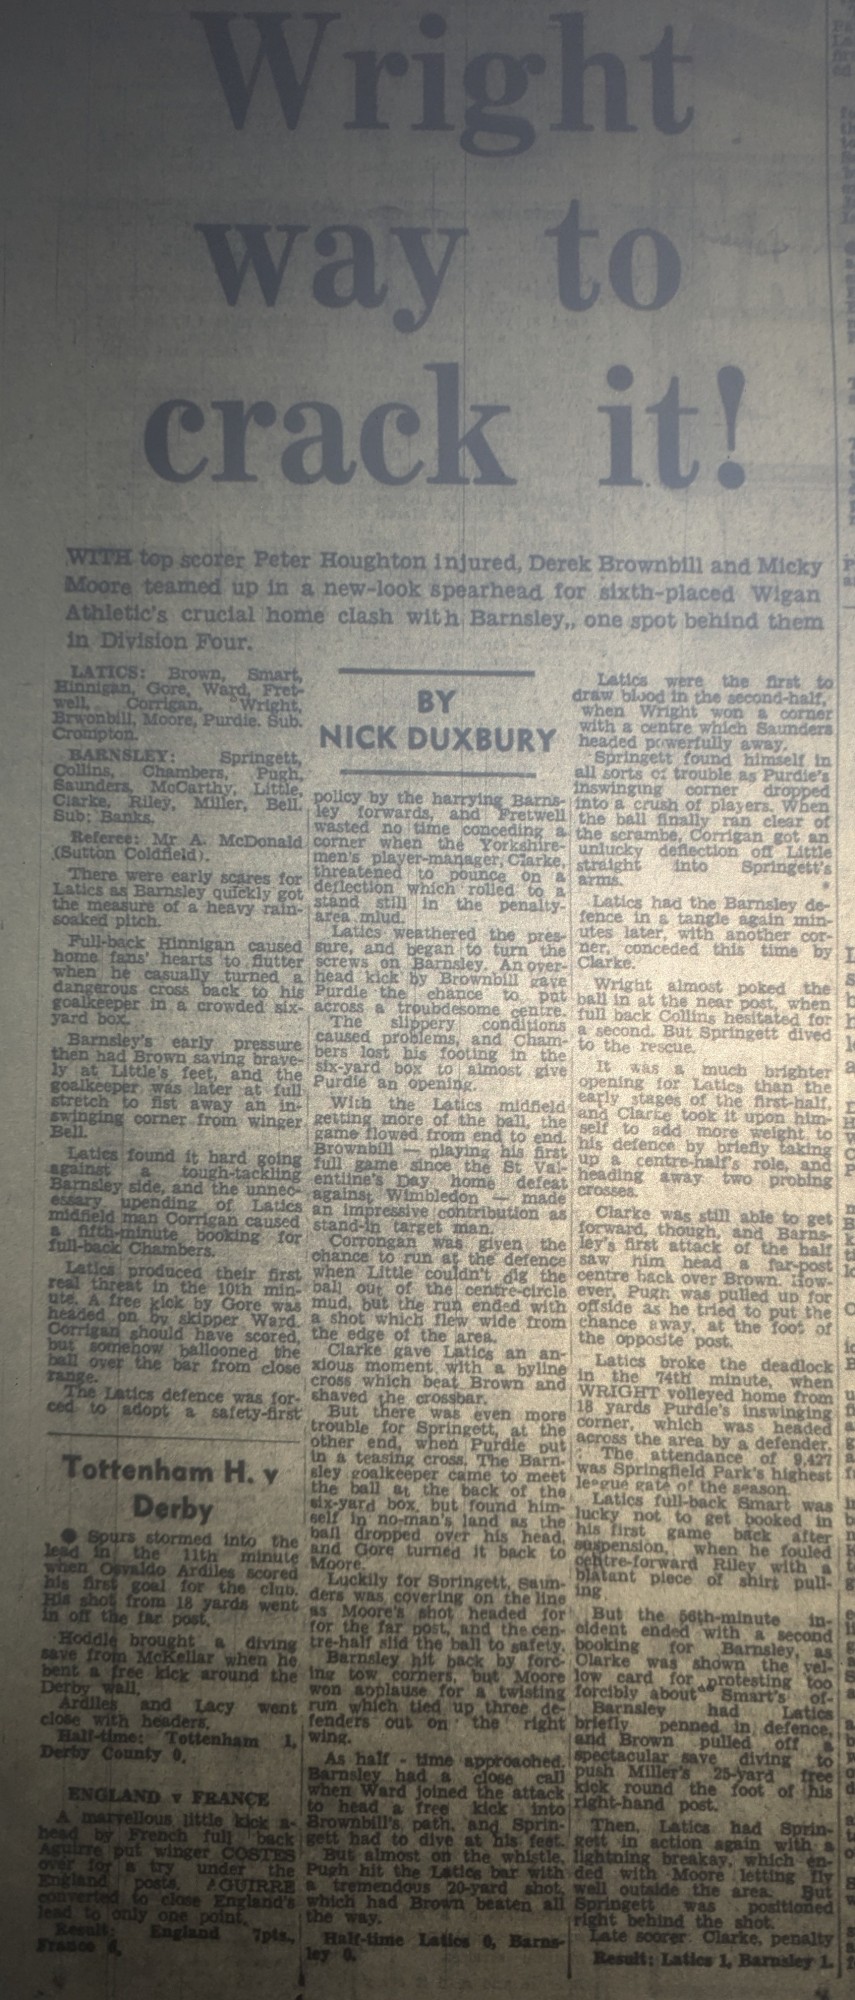 Wright
way to
crack it!
WITH top scorer Peter Houghton injured, Derek Brownbill and Micky
Moore teamed up in a new-look spearhead for sixth-placed Wigan
Athletic's crucial home clash with Barnsley,, one spot behind them
in Division Four.
LATICS: Brown, Smart,
Hinnigan, Gore, Ward, Fret-
well, Corrigan, Wright,
Brwonbill, Moore, Purdie. Sub.
Crompton.
BARNSLEY: Springett,
Collins, Chambers, Pugh,
Saunders, McCarthy, Little,
Clarke, Riley, Miller, Bell.
Sub: Banks.
Referee: Mr A. McDonald
(Sutton Coldfield).
There were early scares for
Latics as Barnsley quickly got
the measure of a heavy rain-
soaked pitch.
Full-back Hinnigan caused
home fans' hearts to flutter
when he casually turned a
dangerous cross back to his
goalkeeper in a crowded six-
yard box.
Barnsley's early pressure
then had Brown saving brave-
ly at Little's feet, and the
goalkeeper was later at full
stretch to fist away an in-
swinging corner from winger
Bell.
Latics found it hard going
against a tough-tackling
Barnsley side, and the unnec-
essary upending of Latics
midfield man Corrigan caused
a fifth-minute booking for
full-back Chambers.
Latics produced their first
real threat in the 10th min-
ute. A free kick by Gore was
headed on by skipper Ward.
Corrigan should have scored,
but somehow ballooned the
ball over the bar from close
range.
The Latics defence was for-
ced to adopt a safety-first
Tottenham H. v
Derby
● Spurs stormed into the
lead in the 11th minute
when Osvaldo Ardiles scored
his first goal for the club.
His shot from 18 yards went
in off the far post.
Hoddle brought a diving
save from McKellar when he
bent a free kick around the
Derby wall.
Ardiles and Lacy went
close with headers.
Half-time: Tottenham 1,
Derby County 0.
ENGLAND v FRANCE
A marvellous little kick a-
head by French full back
Aguirre put winger COSTES
over for a try under the
England posts. AGUIRRE
converted to close England's
lead to only one point.
Result: England 7pts.,
France 6.
BY
NICK DUXBURY
policy by the harrying Barns-
ley forwards, and Fretwell
wasted no time conceding a
corner when the Yorkshire-
men's player-manager, Clarke,
threatened to pounce on a
deflection which rolled to a
stand still in the penalty-
area mlud.
Latics weathered the pres-
sure, and began to turn the
screws on Barnsley. An over-
head kick by Brownbill gave
Purdie the chance to put
across a troubdesome centre.
The slippery conditions
caused problems, and Cham-
bers lost his footing in the
six-yard box to almost give
Purdie an opening.
With the Latics midfield
getting more of the ball, the
game flowed from end to end.
Brownbill — playing his first
full game since the St Val-
entine's Day home defeat
against Wimbledon — made
an impressive contribution as
stand-in target man.
Corrongan was given the
chance to run at the defence
when Little couldn't dig the
ball out of the centre-circle
mud, but the run ended with
a shot which flew wide from
the edge of the area.
Clarke gave Latics an an-
xious moment with a byline
cross which beat Brown and
shaved the crossbar.
But there was even more
trouble for Springett, at the
other end, when Purdie put
in a teasing cross. The Barn-
sley goalkeeper came to meet
the ball at the back of the
six-yard box, but found him-
self in no-man's land as the
ball dropped over his head,
and Gore turned it back to
Moore.
Luckily for Springett, Saun-
ders was covering on the line
as Moore's shot headed for
for the far post, and the cen-
tre-half slid the ball to safety.
Barnsley hit back by forc-
ing tow corners, but Moore
won applause for a twisting
run which tied up three de-
fenders out on the right
wing.
As half - time approached.
Barnsley had a close call
when Ward joined the attack
to head a free kick into
Brownbill's path, and Sprin-
gett had to dive at his feet.
But almost on the whistle,
Pugh hit the Latics bar with
a tremendous 20-yard shot,
which had Brown beaten all
the way.
Half-time Latics 0, Barns-
ley 0.
Latics were the first to
draw blood in the second-half,
when Wright won a corner
with a centre which Saunders
headed powerfully away.
Springett found himself in
all sorts of trouble as Purdie's
inswinging corner dropped
into a crush of players. When
the ball finally ran clear of
the scrambe, Corrigan got an
unlucky deflection off Little
straight into Springett's
arms.
Latics had the Barnsley de-
fence in a tangle again min-
utes later, with another cor-
ner, conceded this time by
Clarke.
Wright almost poked the
ball in at the near post, when
full back Collins hesitated for
a second. But Springett dived
to the rescue.
It was a much brighter
opening for Latics than the
early stages of the first-half,
and Clarke took it upon him-
self to add more weight to
his defence by briefly taking
up a centre-half's role, and
heading away two probing
crosses.
Clarke was still able to get
forward, though, and Barns-
ley's first attack of the half
saw him head a far-post
centre back over Brown. How-
ever, Pugh was pulled up for
offside as he tried to put the
chance away, at the foot of
the opposite post.
Latics broke the deadlock
in the 74th minute, when
WRIGHT volleyed home from
18 yards Purdie's inswinging
corner, which was headed
across the area by a defender.
The attendance of 9,427
was Springfield Park's highest
league gate of the season.
Latics full-back Smart was
lucky not to get booked in
his first game back after
suspension, when he fouled
centre-forward Riley with a
blatant piece of shirt pull-
ing
But the 56th-minute in-
cident ended with a second
booking for Barnsley, as
Clarke was shown the yel-
low card for protesting too
forcibly about Smart's of-
Barnsley had Latics
briefly penned in defence,
and Brown pulled off a
spectacular save diving to
push Miller's 25-yard free
kick round the foot of his
right-hand post.
Then, Latics had Sprin-
gett in action again with a
lightning breakay, which en-
ded with Moore letting fly
well outside the area. But
Springett was positioned
right behind the shot.
Late scorer Clarke, penalty
Result: Latics 1, Barnsley 1.